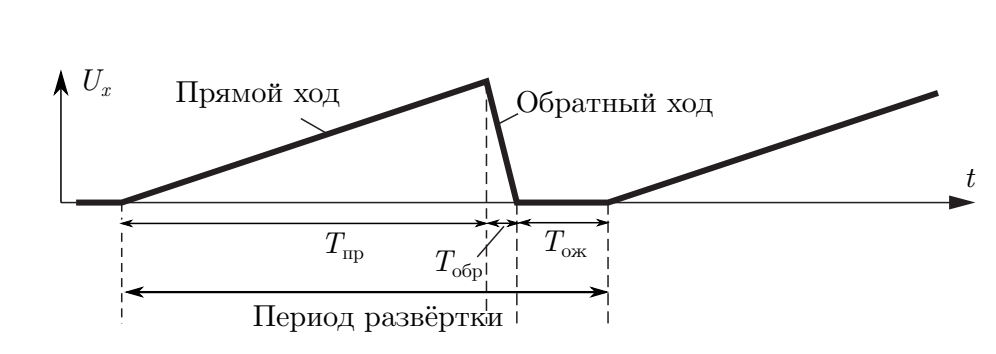 U_x
Прямой ход
Обратный ход
t
T_пр
T_обр
T_ож
Период развёртки